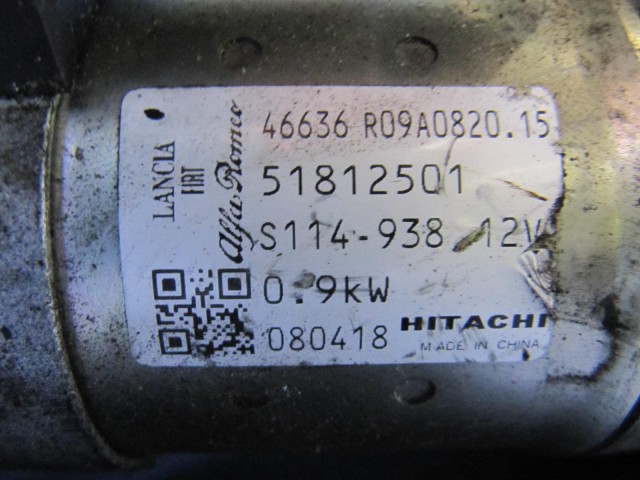 LANCIA
FIAT
Alfa Romeo
46636 R09A0820.15
51812501
S114-938 12V
0.9kW
080418 HITACHI
MADE IN CHINA